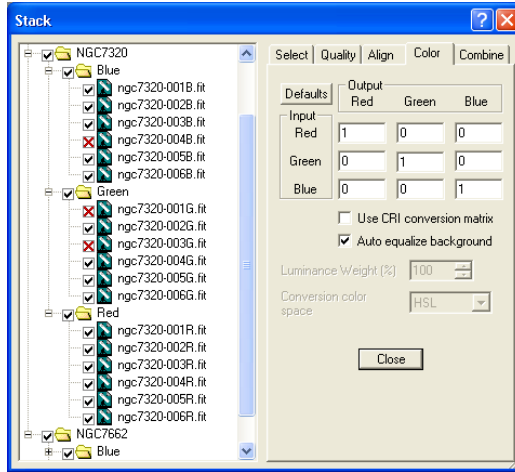 Stack
NGC7320
Blue
ngc7320-001B.fit
ngc7320-002B.fit
ngc7320-003B.fit
ngc7320-004B.fit
ngc7320-005B.fit
ngc7320-006B.fit
Green
ngc7320-001G.fit
ngc7320-002G.fit
ngc7320-003G.fit
ngc7320-004G.fit
ngc7320-005G.fit
ngc7320-006G.fit
Red
ngc7320-001R.fit
ngc7320-002R.fit
ngc7320-003R.fit
ngc7320-004R.fit
ngc7320-005R.fit
ngc7320-006R.fit
NGC7662
Blue
Select Quality Align Color Combine
Defaults Output
Red Green Blue
Input
Red 1 0 0
Green 0 1 0
Blue 0 0 1
Use CRI conversion matrix
Auto equalize background
Luminance Weight (%) 100
Conversion color
space HSL
Close